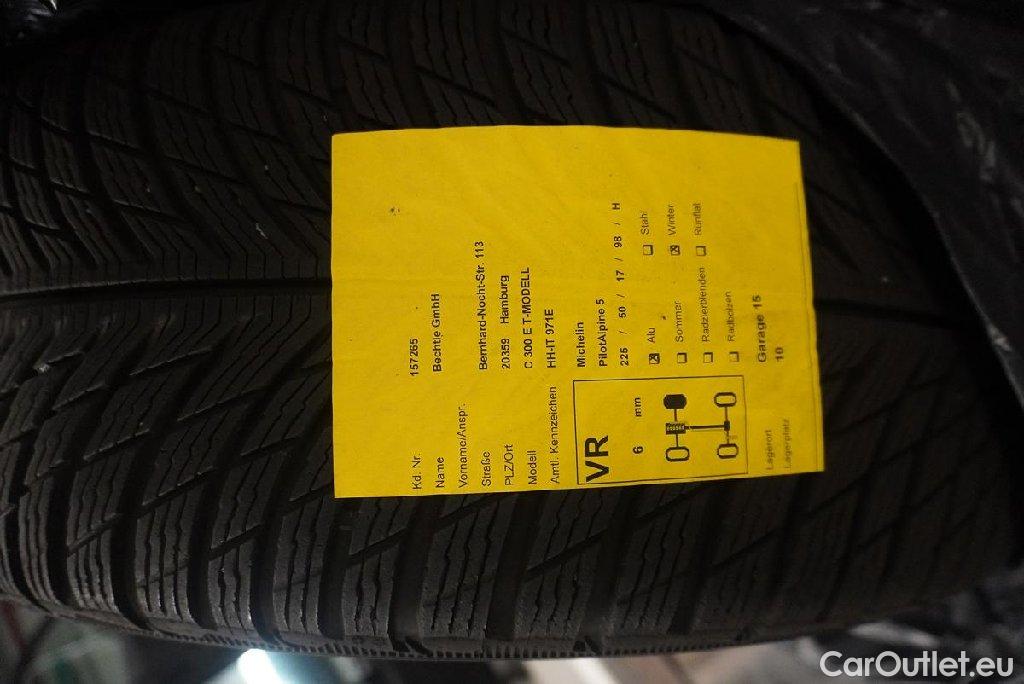 Kd. Nr. 157265
Name Bechtle GmbH
Vorname/Anspr.
Straße Bernhard-Nocht-Str. 113
PLZ/Ort 20359 Hamburg
Modell C 300 E T-MODELL
Amtl. Kennzeichen HH-IT 971E
VR
6 mm
Michelin
PilotAlpine 5
225 / 50 / 17 / 98 / H
Alu Stahl
Sommer Winter
Radzierblenden Runflat
Radbolzen
Lagerort Garage 15
Lagerplatz 10
CarOutlet.eu